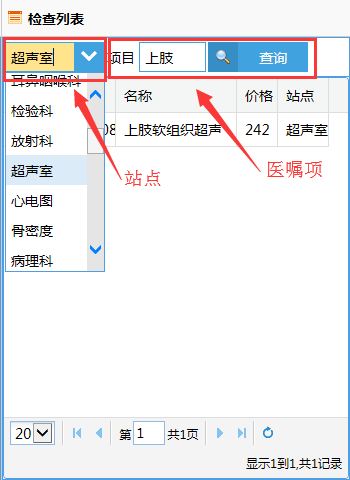 检查列表
超声室 项目 上肢 查询
耳鼻咽喉科 名称 价格 站点
检验科
08 上肢软组织超声 242 超声室
放射科
超声室
医嘱项
站点
心电图
骨密度
病理科
20 第 1 共1页
显示1到1,共1记录